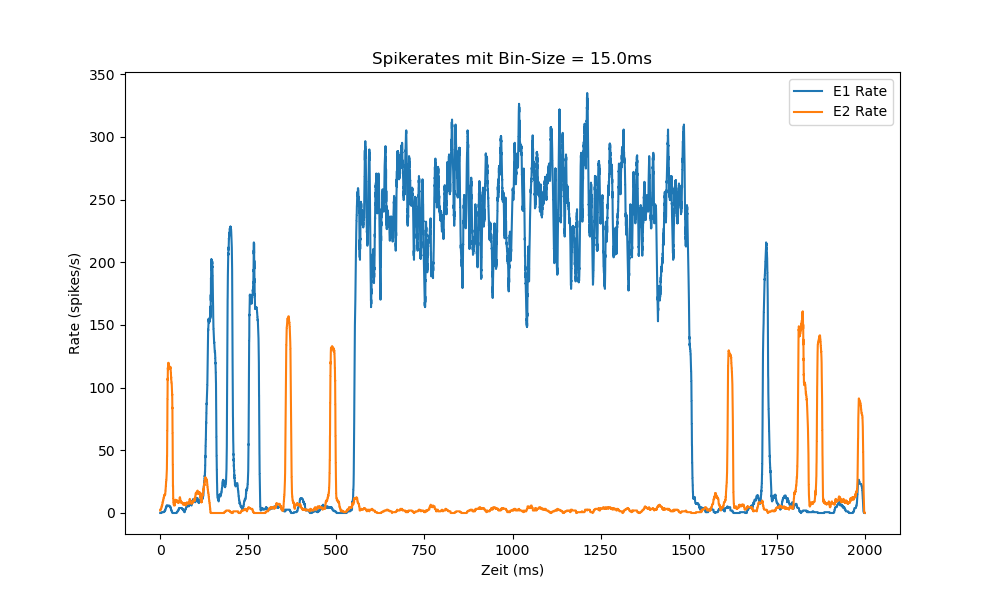 Spikerates mit Bin-Size = 15.0ms
E1 Rate
E2 Rate
Rate (spikes/s)
350
300
250
200
150
100
50
0
0 250 500 750 1000 1250 1500 1750 2000
Zeit (ms)